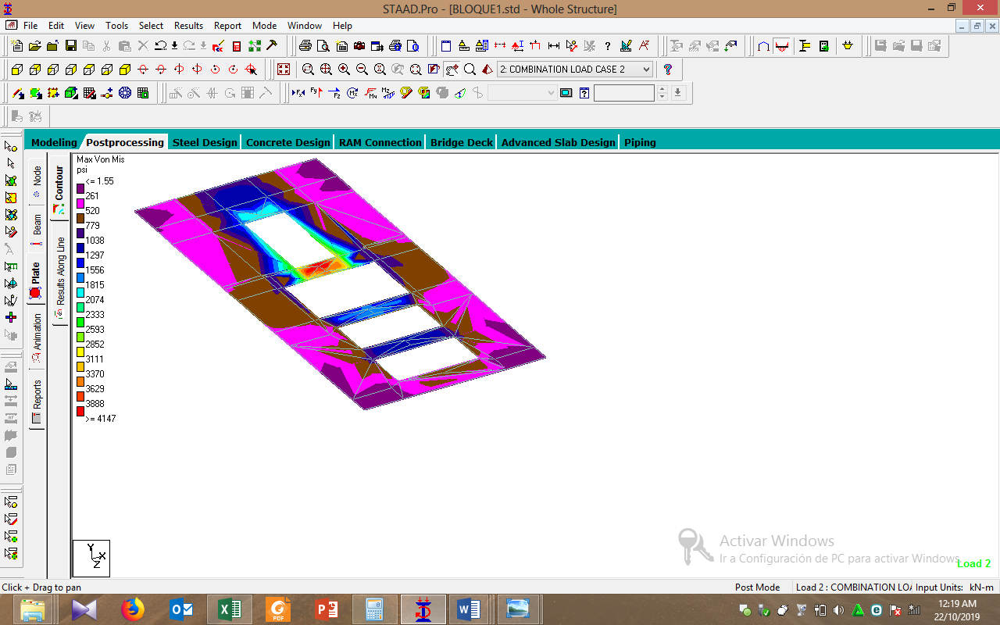 STAAD.Pro - [BLOQUE1.std - Whole Structure]
File Edit View Tools Select Results Report Mode Window Help
2: COMBINATION LOAD CASE 2
Modeling Postprocessing Steel Design Concrete Design RAM Connection Bridge Deck Advanced Slab Design Piping
Node
Beam
Plate
Animation
Reports
Contour
Results Along Line
Max Von Mis
psi
<= 1.55
261
520
779
1038
1297
1556
1815
2074
2333
2593
2852
3111
3370
3629
3888
>= 4147
Y
X
Z
Activar Windows
Ir a Configuración de PC para activar Windows.
Load 2
Click + Drag to pan
Post Mode
Load 2 : COMBINATION LOA
Input Units: kN-m
12:19 AM
22/10/2019